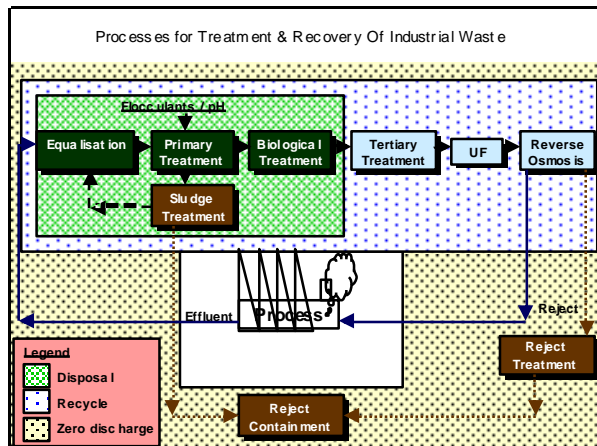 Processes for Treatment & Recovery Of Industrial Waste
Flocculants / pH
Equalisation
Primary
Treatment
Biological
Treatment
Tertiary
Treatment
UF
Reverse
Osmosis
Sludge
Treatment
Effluent
Process
Reject
Reject
Treatment
Reject
Containment
Legend
Disposal
Recycle
Zero discharge